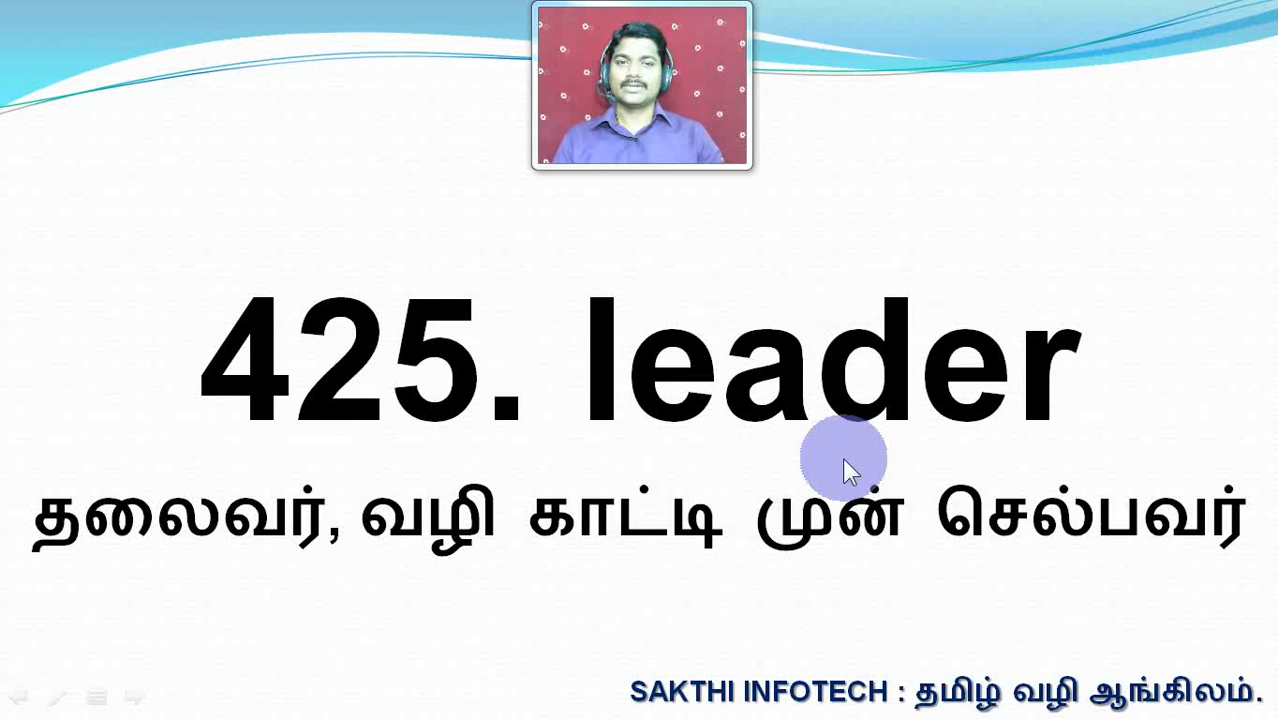 425. leader
தலைவர், வழி காட்டி முன் செல்பவர்
SAKTHI INFOTECH : தமிழ் வழி ஆங்கிலம்.